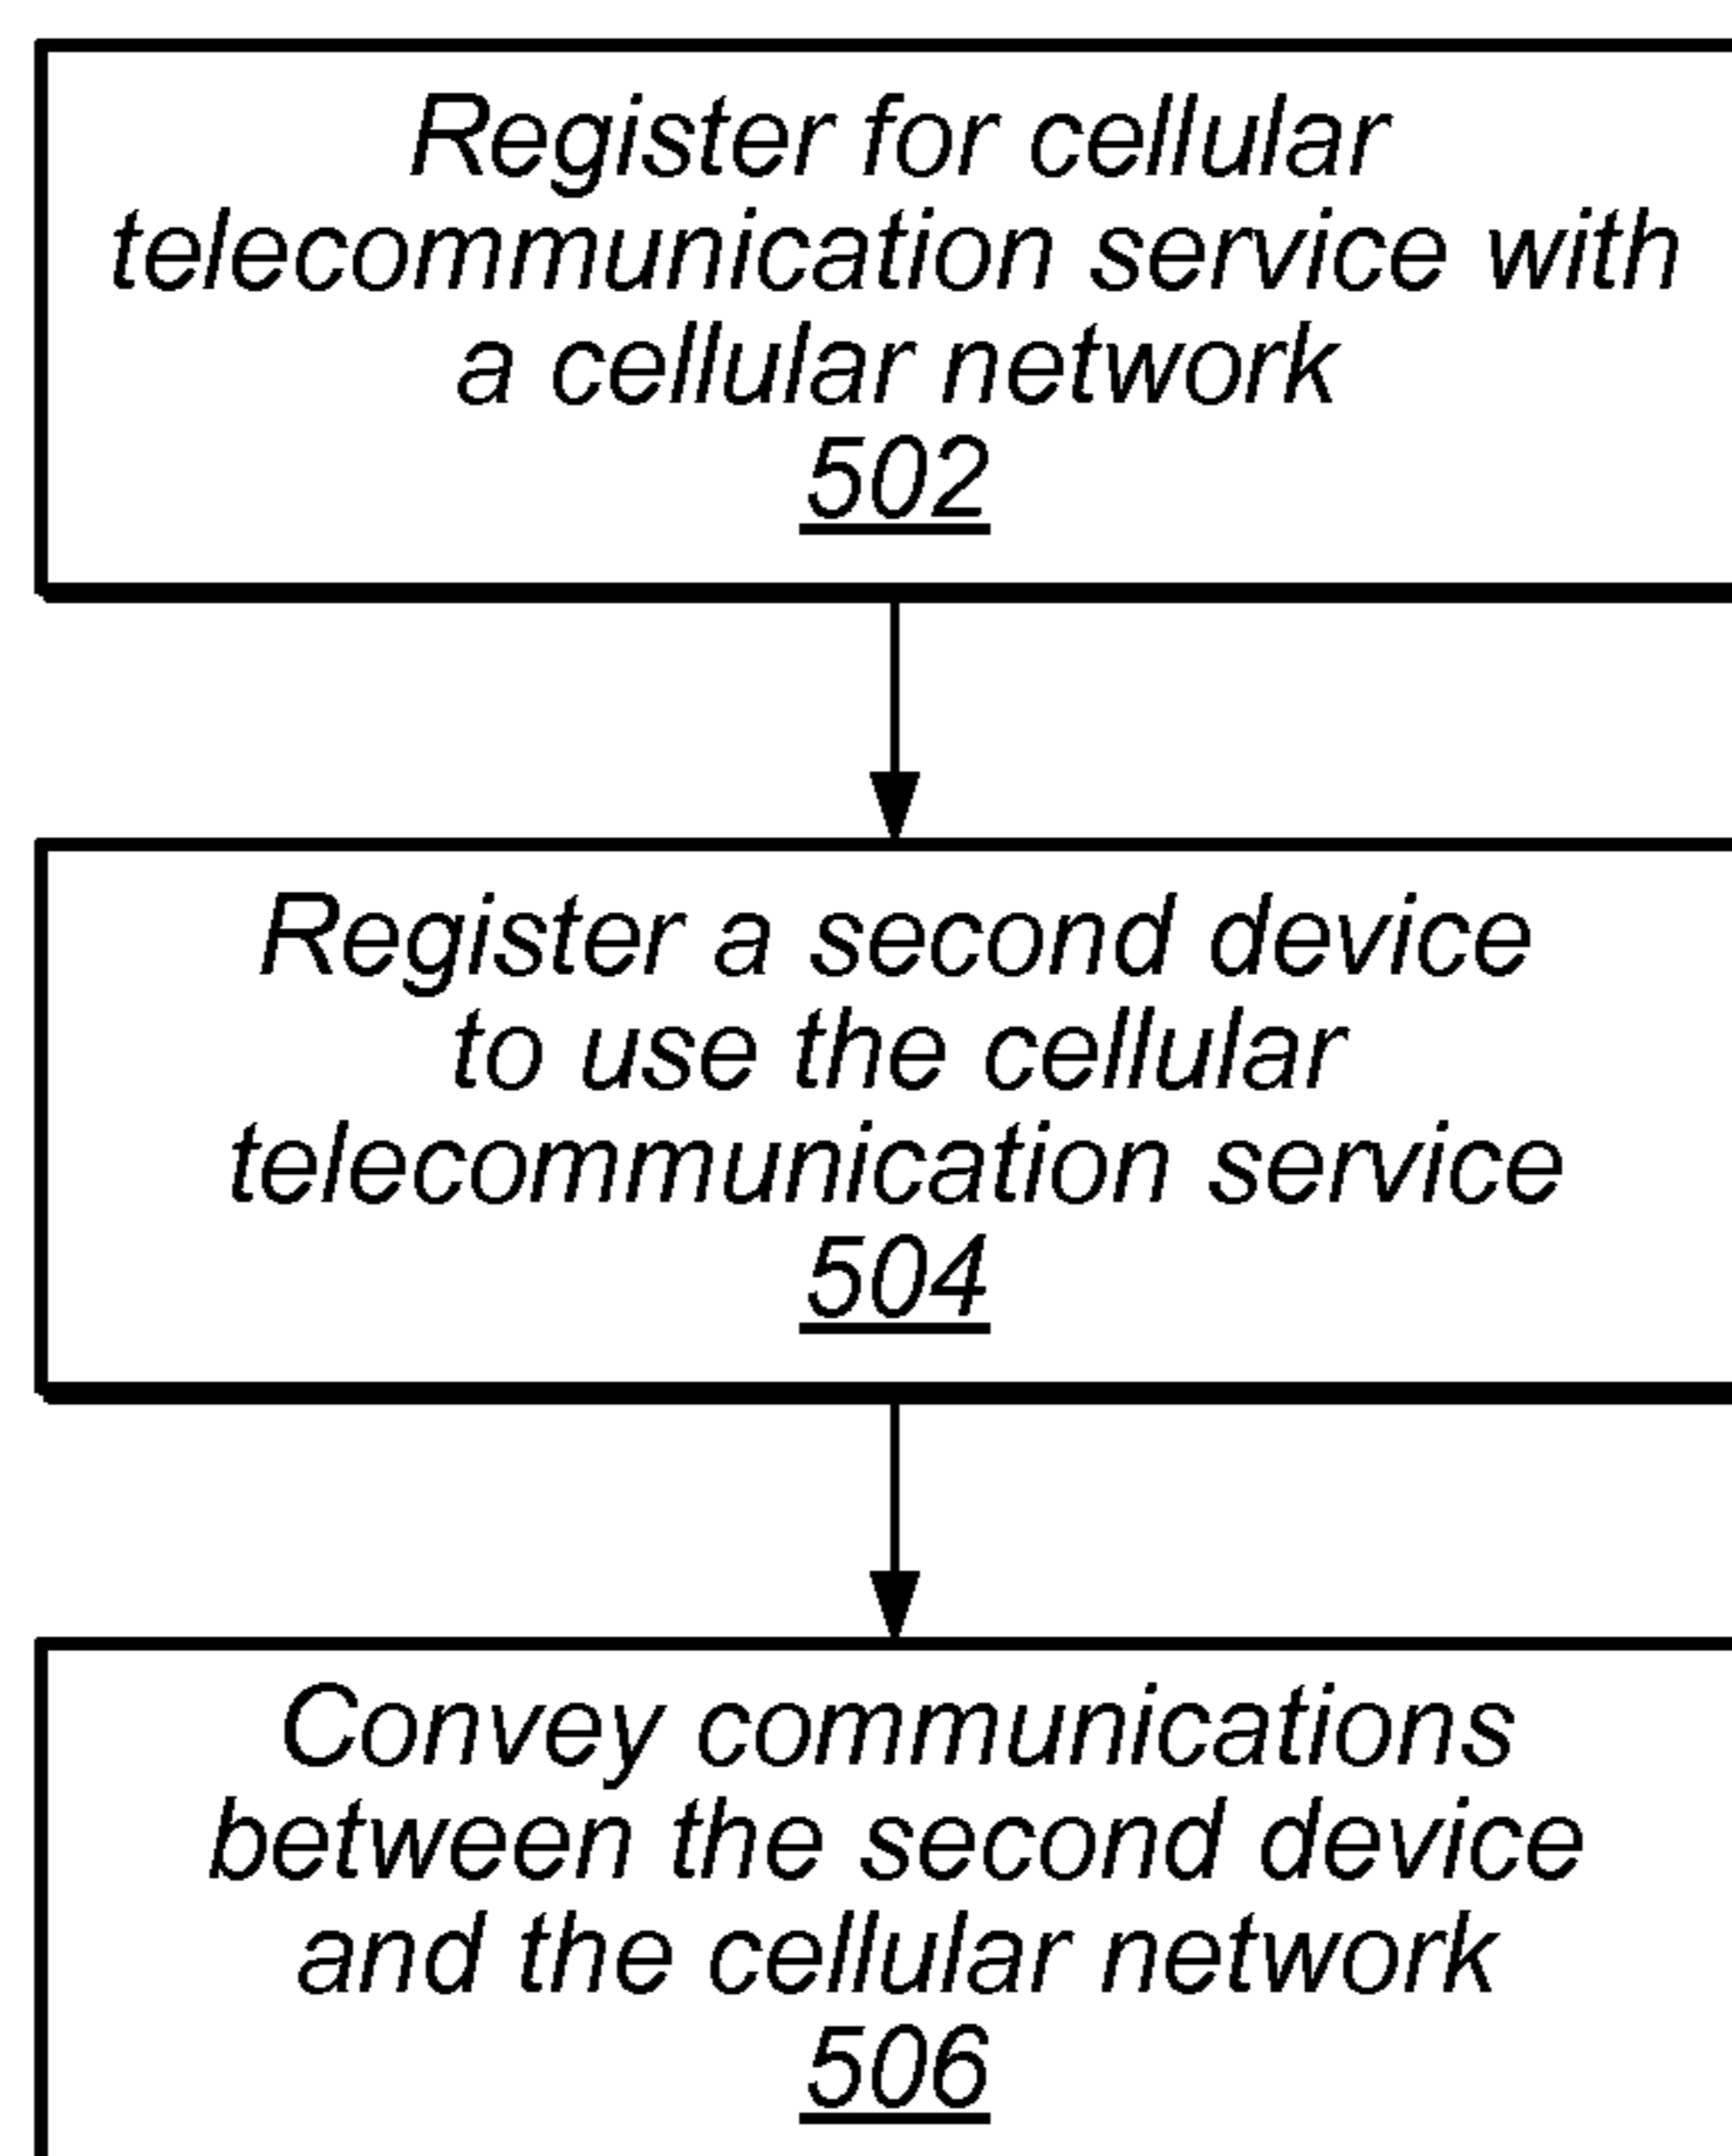 Register for cellular
telecommunication service with
a cellular network
502
Register a second device
to use the cellular
telecommunication service
504
Convey communications
between the second device
and the cellular network
506